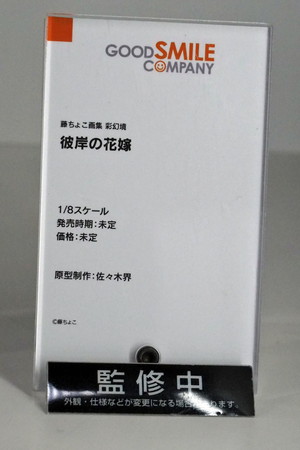 GOOD SMILE
COMPANY
藤ちょこ画集 彩幻境
彼岸の花嫁
1/8スケール
発売時期:未定
価格:未定
原型制作:佐々木界
©藤ちょこ
監修中
外観・仕様などが変更になる場合があります。